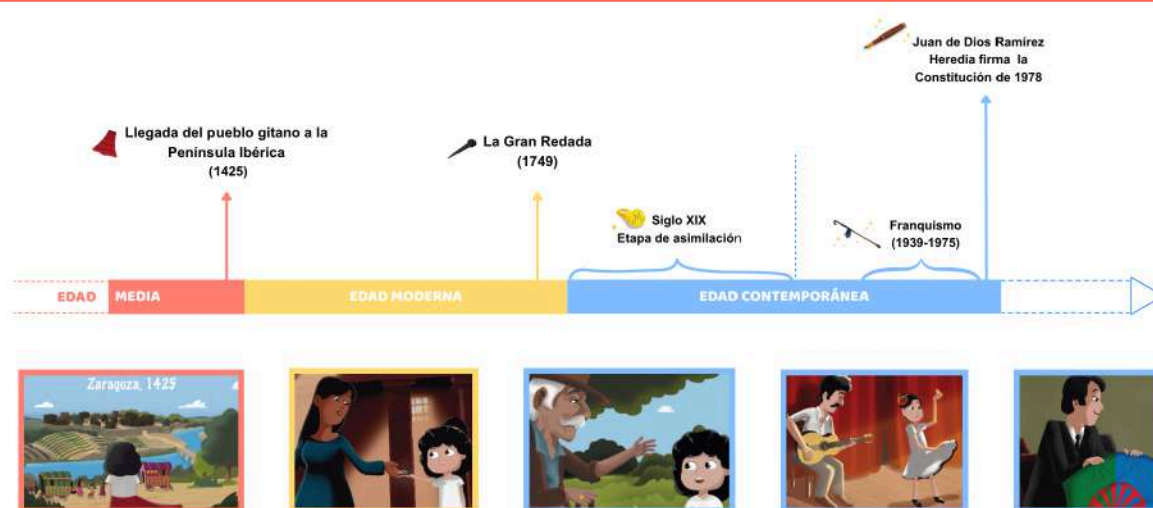 Juan de Dios Ramírez
Heredia firma la
Constitución de 1978
Llegada del pueblo gitano a la
Península Ibérica
(1425)
La Gran Redada
(1749)
Siglo XIX
Etapa de asimilación
Franquismo
(1939-1975)
EDAD MEDIA
EDAD MODERNA
EDAD CONTEMPORÁNEA
Zaragoza, 1425